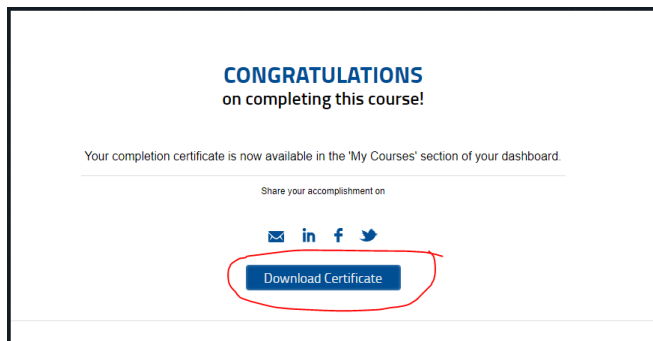 CONGRATULATIONS
on completing this course!
Your completion certificate is now available in the 'My Courses' section of your dashboard.
Share your accomplishment on
Download Certificate